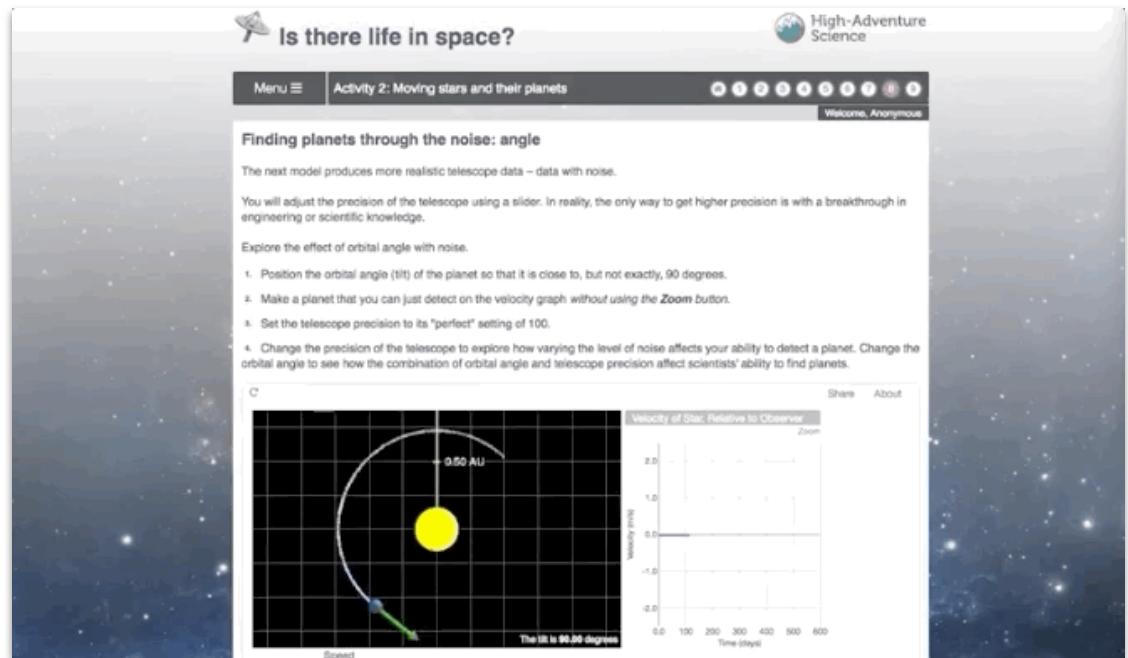 Is there life in space?
High-Adventure
Science
Menu ☰
Activity 2: Moving stars and their planets
1 2 3 4 5 6 7 8 9
Welcome, Anonymous
Finding planets through the noise: angle
The next model produces more realistic telescope data – data with noise.
You will adjust the precision of the telescope using a slider. In reality, the only way to get higher precision is with a breakthrough in
engineering or scientific knowledge.
Explore the effect of orbital angle with noise.
1. Position the orbital angle (tilt) of the planet so that it is close to, but not exactly, 90 degrees.
2. Make a planet that you can just detect on the velocity graph without using the Zoom button.
3. Set the telescope precision to its "perfect" setting of 100.
4. Change the precision of the telescope to explore how varying the level of noise affects your ability to detect a planet. Change the
orbital angle to see how the combination of orbital angle and telescope precision affect scientists' ability to find planets.
Share About
0.50 AU
The tilt is 90.00 degrees
Speed
Velocity of Star, Relative to Observer
Zoom
Velocity (m/s)
2.0
1.0
0.0
-1.0
-2.0
0.0 100 200 300 400 500 600
Time (days)